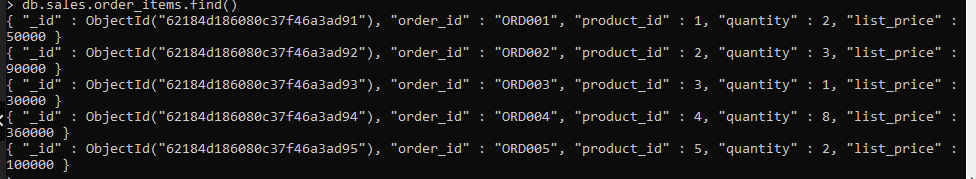 > db.sales.order_items.find()
{ "_id" : ObjectId("62184d186080c37f46a3ad91"), "order_id" : "ORD001", "product_id" : 1, "quantity" : 2, "list_price" :
50000 }
{ "_id" : ObjectId("62184d186080c37f46a3ad92"), "order_id" : "ORD002", "product_id" : 2, "quantity" : 3, "list_price" :
90000 }
{ "_id" : ObjectId("62184d186080c37f46a3ad93"), "order_id" : "ORD003", "product_id" : 3, "quantity" : 1, "list_price" :
30000 }
{ "_id" : ObjectId("62184d186080c37f46a3ad94"), "order_id" : "ORD004", "product_id" : 4, "quantity" : 8, "list_price" :
360000 }
{ "_id" : ObjectId("62184d186080c37f46a3ad95"), "order_id" : "ORD005", "product_id" : 5, "quantity" : 2, "list_price" :
100000 }